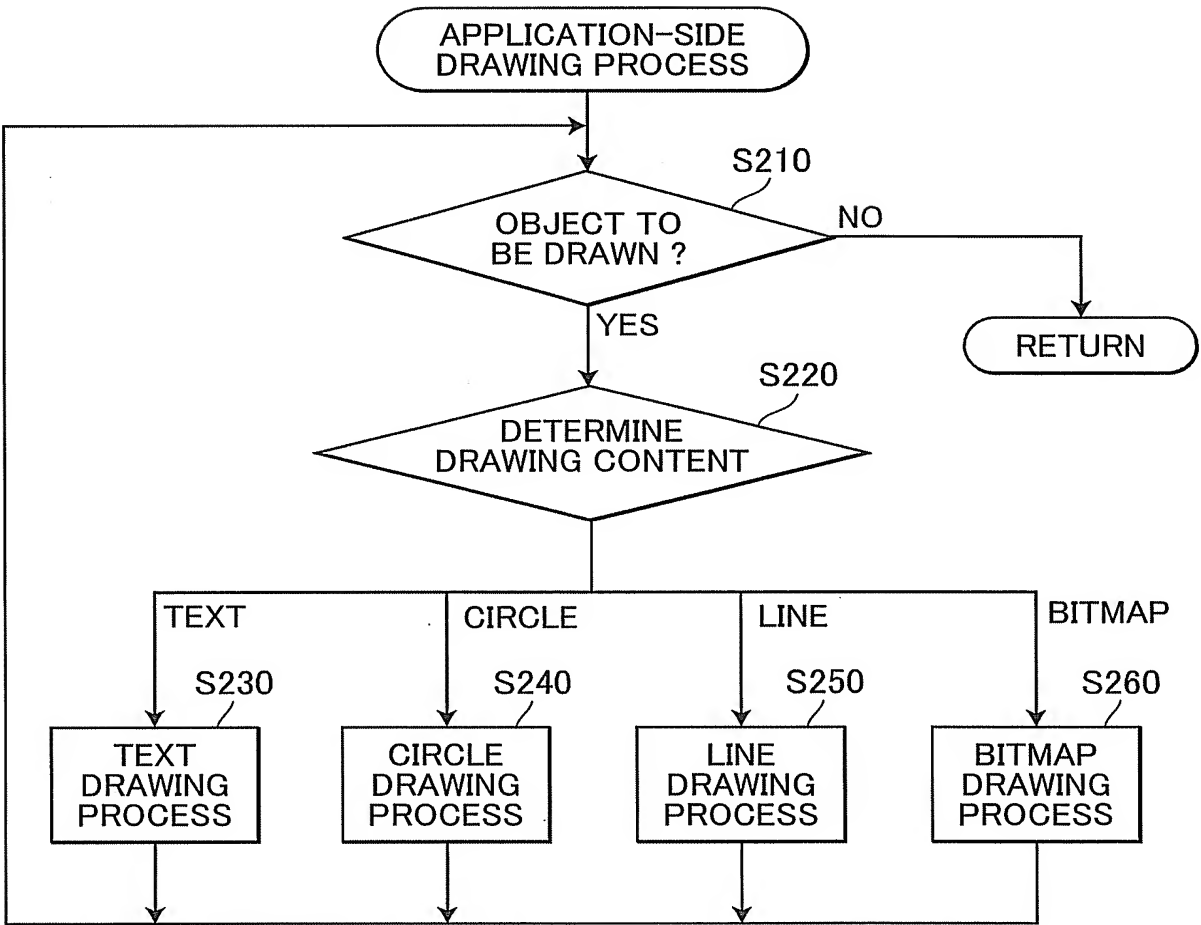 APPLICATION-SIDE
DRAWING PROCESS
S210
OBJECT TO
BE DRAWN ?
NO
YES
RETURN
S220
DETERMINE
DRAWING CONTENT
TEXT
CIRCLE
LINE
BITMAP
S230
S240
S250
S260
TEXT
DRAWING
PROCESS
CIRCLE
DRAWING
PROCESS
LINE
DRAWING
PROCESS
BITMAP
DRAWING
PROCESS